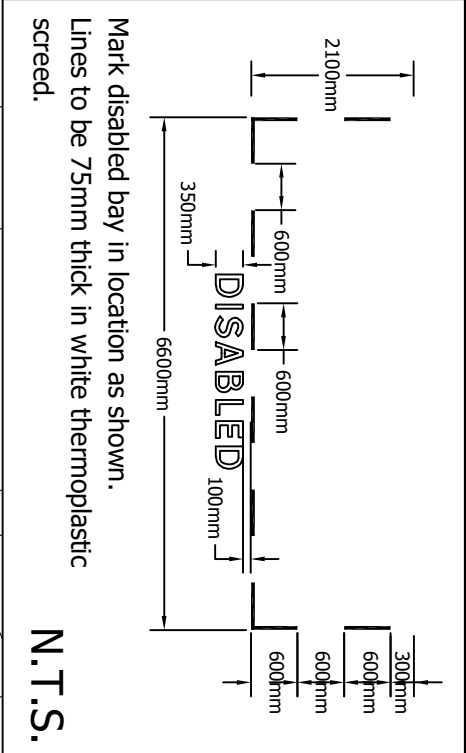 2100mm
600mm
600mm
300mm
600mm
600mm
600mm
350mm
DISABLED
100mm
6600mm
Mark disabled bay in location as shown.
Lines to be 75mm thick in white thermoplastic
screed.
N.T.S.